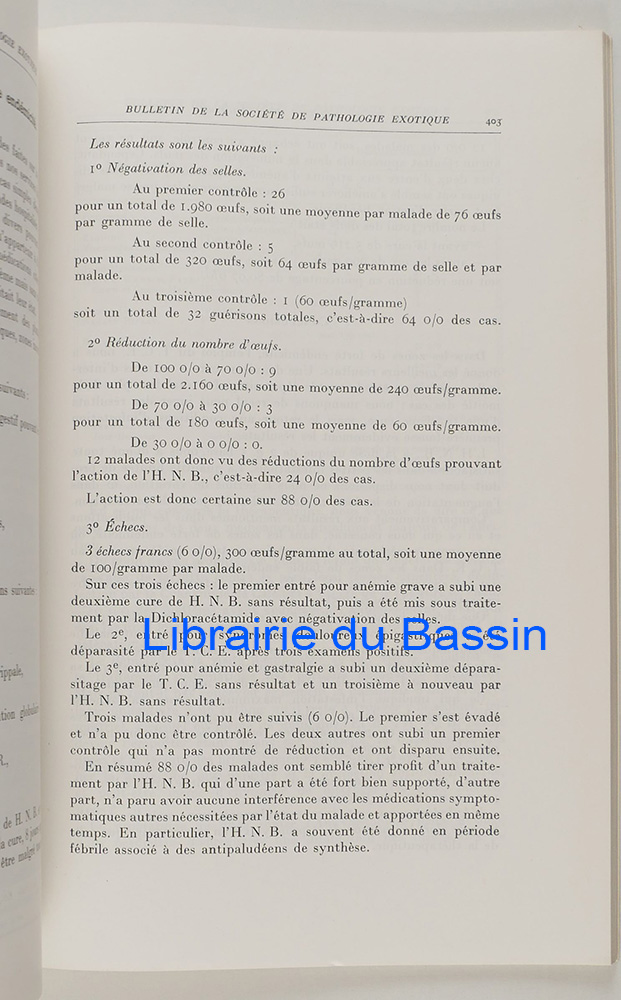 BULLETIN DE LA SOCIÉTÉ DE PATHOLOGIE EXOTIQUE 403
Les résultats sont les suivants :
1º Négativation des selles.
Au premier contrôle : 26
pour un total de 1.980 œufs, soit une moyenne par malade de 76 œufs
par gramme de selle.
Au second contrôle : 5
pour un total de 320 œufs, soit 64 œufs par gramme de selle et par
malade.
Au troisième contrôle : 1 (60 œufs/gramme)
soit un total de 32 guérisons totales, c'est-à-dire 64 0/0 des cas.
2º Réduction du nombre d'œufs.
De 100 0/0 à 70 0/0 : 9
pour un total de 2.160 œufs, soit une moyenne de 240 œufs/gramme.
De 70 0/0 à 30 0/0 : 3
pour un total de 180 œufs, soit une moyenne de 60 œufs/gramme.
De 30 0/0 à 0 0/0 : 0.
12 malades ont donc vu des réductions du nombre d'œufs prouvant
l'action de l'H. N. B., c'est-à-dire 24 0/0 des cas.
L'action est donc certaine sur 88 0/0 des cas.
3º Échecs.
3 échecs francs (6 0/0), 300 œufs/gramme au total, soit une moyenne
de 100/gramme par malade.
Sur ces trois échecs : le premier entré pour anémie grave a subi une
deuxième cure de H. N. B. sans résultat, puis a été mis sous traite-
ment par la Dichloracétamide avec négativation des selles.
Le 2e, entré pour syndromes douloureux épigastriques a été
déparasité par le T. C. E. après trois examens positifs.
Librairie du Bassin
Le 3e, entré pour anémie et gastralgie a subi un deuxième dépara-
sitage par le T. C. E. sans résultat et un troisième à nouveau par
l'H. N. B. sans résultat.
Trois malades n'ont pu être suivis (6 0/0). Le premier s'est évadé
et n'a pu donc être contrôlé. Les deux autres ont subi un premier
contrôle qui n'a pas montré de réduction et ont disparu ensuite.
En résumé 88 0/0 des malades ont semblé tirer profit d'un traite-
ment par l'H. N. B. qui d'une part a été fort bien supporté, d'autre
part, n'a paru avoir aucune interférence avec les médications sympto-
matiques autres nécessitées par l'état du malade et apportées en même
temps. En particulier, l'H. N. B. a souvent été donné en période
fébrile associé à des antipaludéens de synthèse.